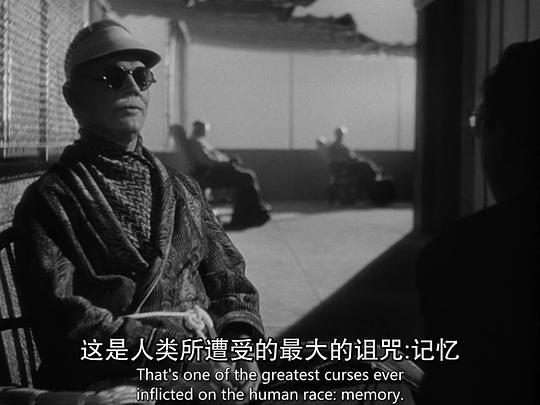 这是人类所遭受的最大的诅咒:记忆
That's one of the greatest curses ever
inflicted on the human race: memory.